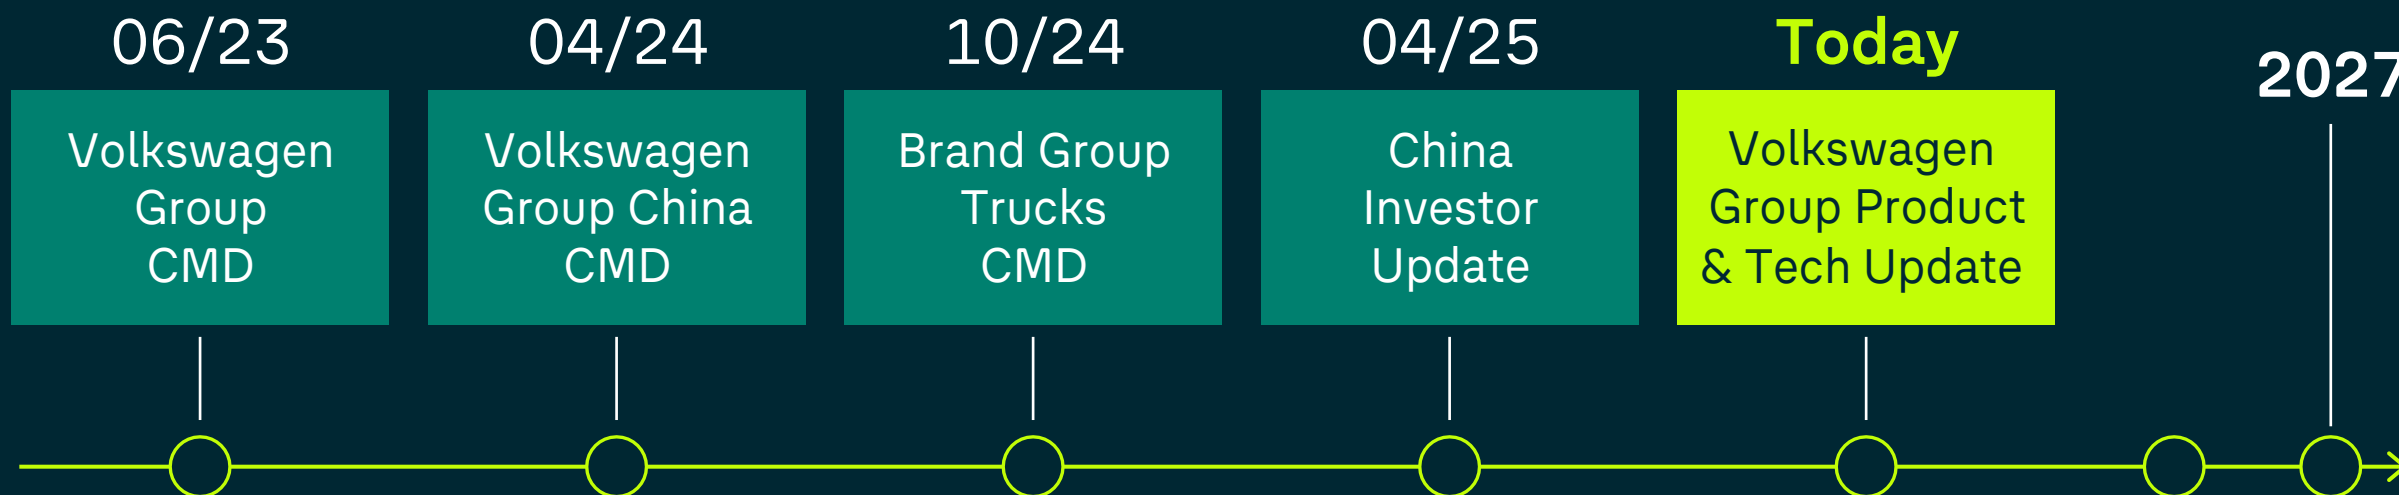 06/23
Volkswagen
Group
CMD
04/24
Volkswagen
Group China
CMD
10/24
Brand Group
Trucks
CMD
04/25
China
Investor
Update
Today
Volkswagen
Group Product
& Tech Update
2027